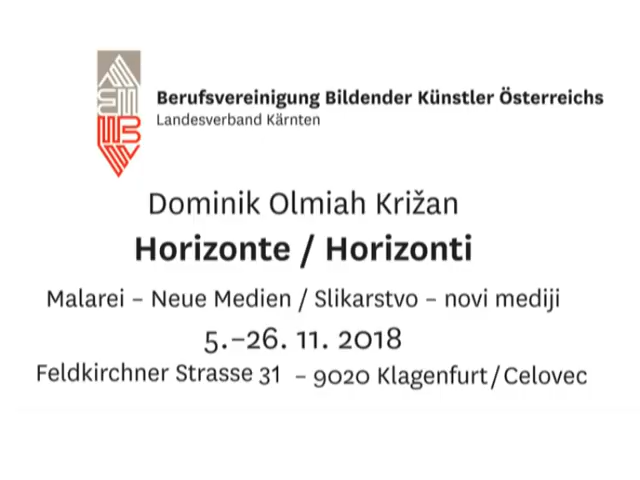 Berufsvereinigung Bildender Künstler Österreichs
Landesverband Kärnten
Dominik Olmiah Križan
Horizonte / Horizonti
Malarei – Neue Medien / Slikarstvo – novi mediji
5.–26. 11. 2018
Feldkirchner Strasse 31 – 9020 Klagenfurt/Celovec